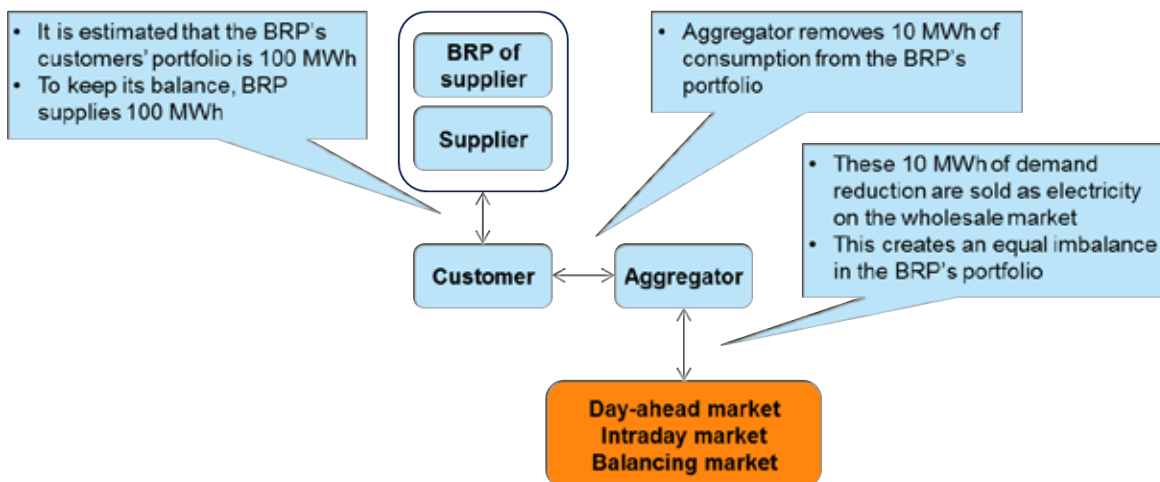 • It is estimated that the BRP's
customers' portfolio is 100 MWh
• To keep its balance, BRP
supplies 100 MWh
BRP of
supplier
Supplier
• Aggregator removes 10 MWh of
consumption from the BRP's
portfolio
• These 10 MWh of demand
reduction are sold as electricity
on the wholesale market
• This creates an equal imbalance
in the BRP's portfolio
Customer
Aggregator
Day-ahead market
Intraday market
Balancing market